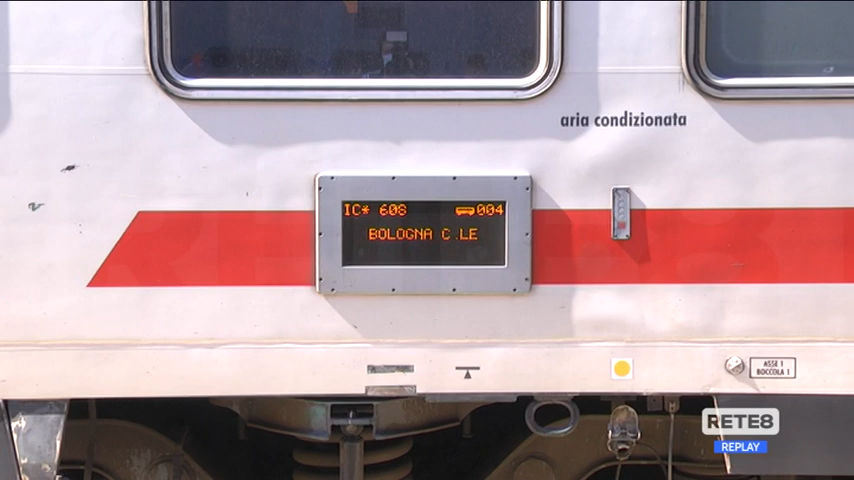 aria condizionata
IC* 608 004
BOLOGNA C.LE
ASSE 1
BOCCOLA 1
RETE8
REPLAY